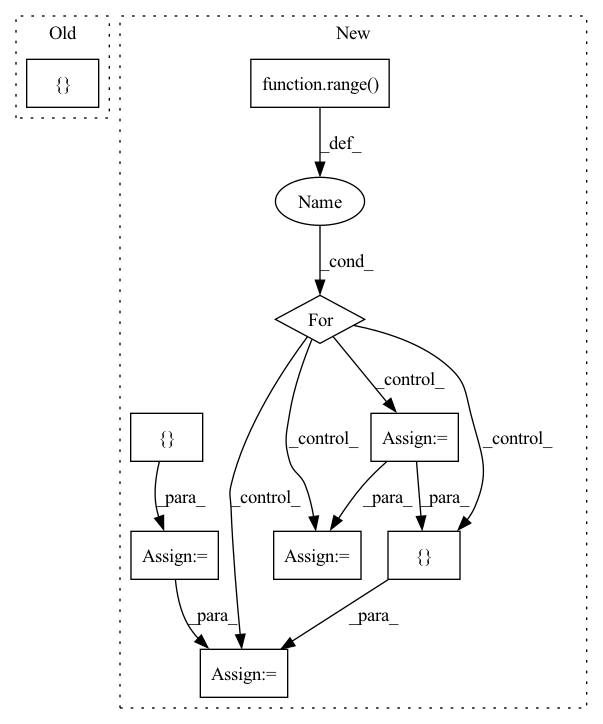 Old
New
{}
function.range()
_def_
Name
_cond_
For
_control_
{}
Assign:=
_control_
_control_
_control_
_para_
_para_
_para_
Assign:=
Assign:=
{}
_para_
_para_
Assign:=